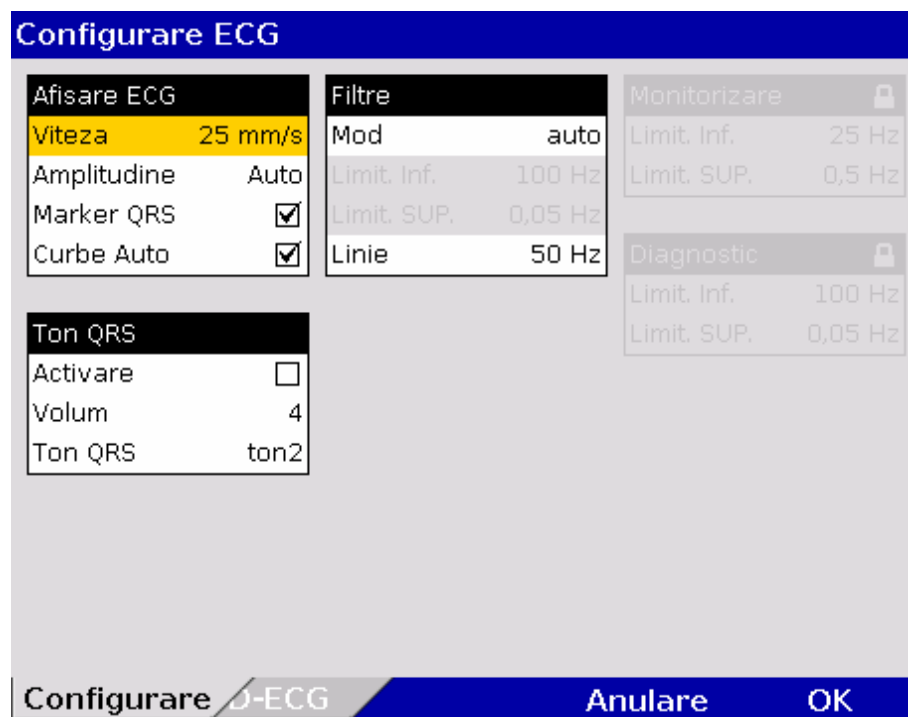 Configurare ECG
Afisare ECG
Viteza 25 mm/s
Amplitudine Auto
Marker QRS
Curbe Auto
Filtre
Mod auto
Limit. Inf. 100 Hz
Limit. SUP. 0,05 Hz
Linie 50 Hz
Monitorizare
Limit. Inf. 25 Hz
Limit. SUP. 0,5 Hz
Diagnostic
Limit. Inf. 100 Hz
Limit. SUP. 0,05 Hz
Ton QRS
Activare
Volum 4
Ton QRS ton2
Configurare -ECG Anulare OK